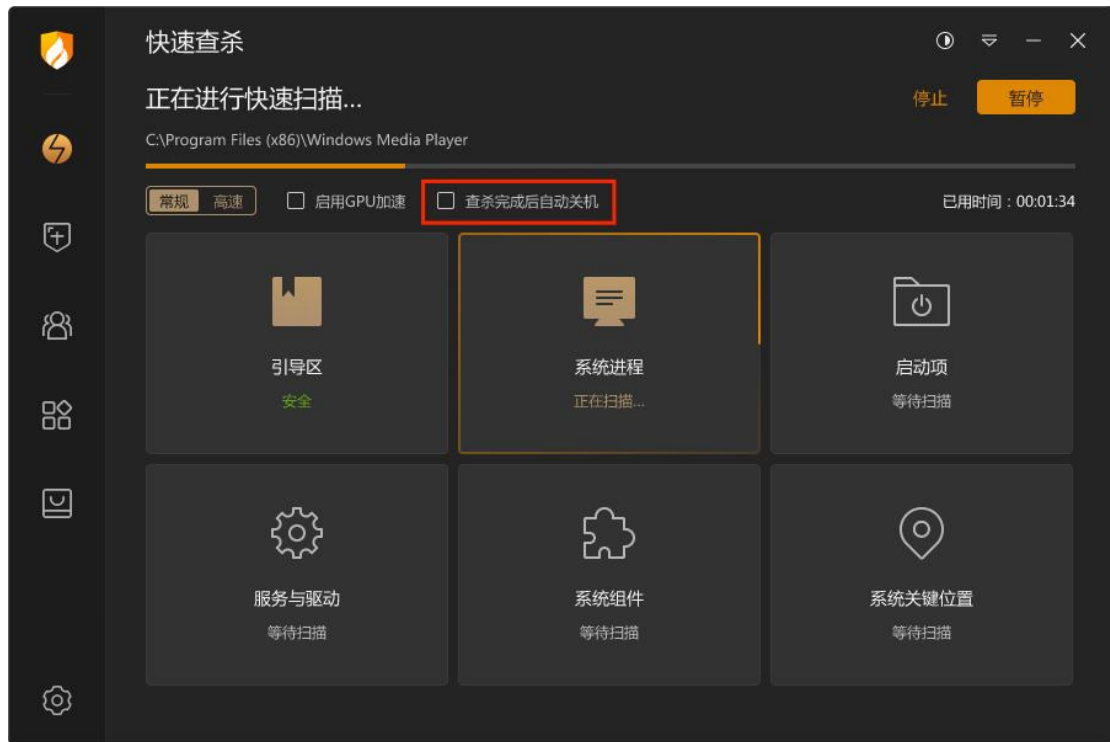 快速查杀
正在进行快速扫描...
停止 暂停
C:\Program Files (x86)\Windows Media Player
常规 高速 启用GPU加速 查杀完成后自动关机 已用时间：00:01:34
引导区 系统进程 启动项
安全 正在扫描... 等待扫描
服务与驱动 系统组件 系统关键位置
等待扫描 等待扫描 等待扫描